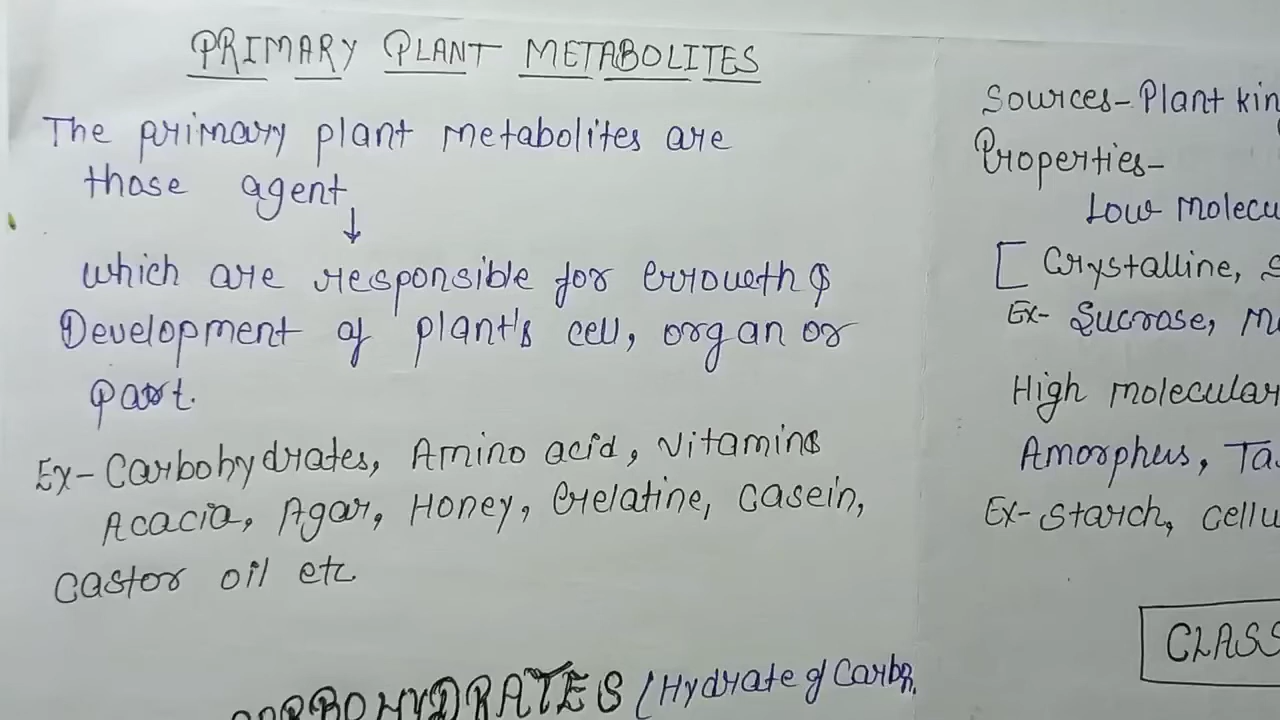 PRIMARY PLANT METABOLITES
The primary plant metabolites are
those agent
↓
which are responsible for Growth &
Development of plant's cell, organ or
part.
Ex- Carbohydrates, Amino acid, Vitamins
Acacia, Agar, Honey, Gelatine, Casein,
Castor oil etc
CARBOHYDRATES (Hydrate of Carbn,
Sources- Plant kin
Properties-
Low molecu
[ Crystalline, S
Ex- Sucrose, M
High molecular
Amorphus, Ta
Ex- Starch, Cellu
CLASS